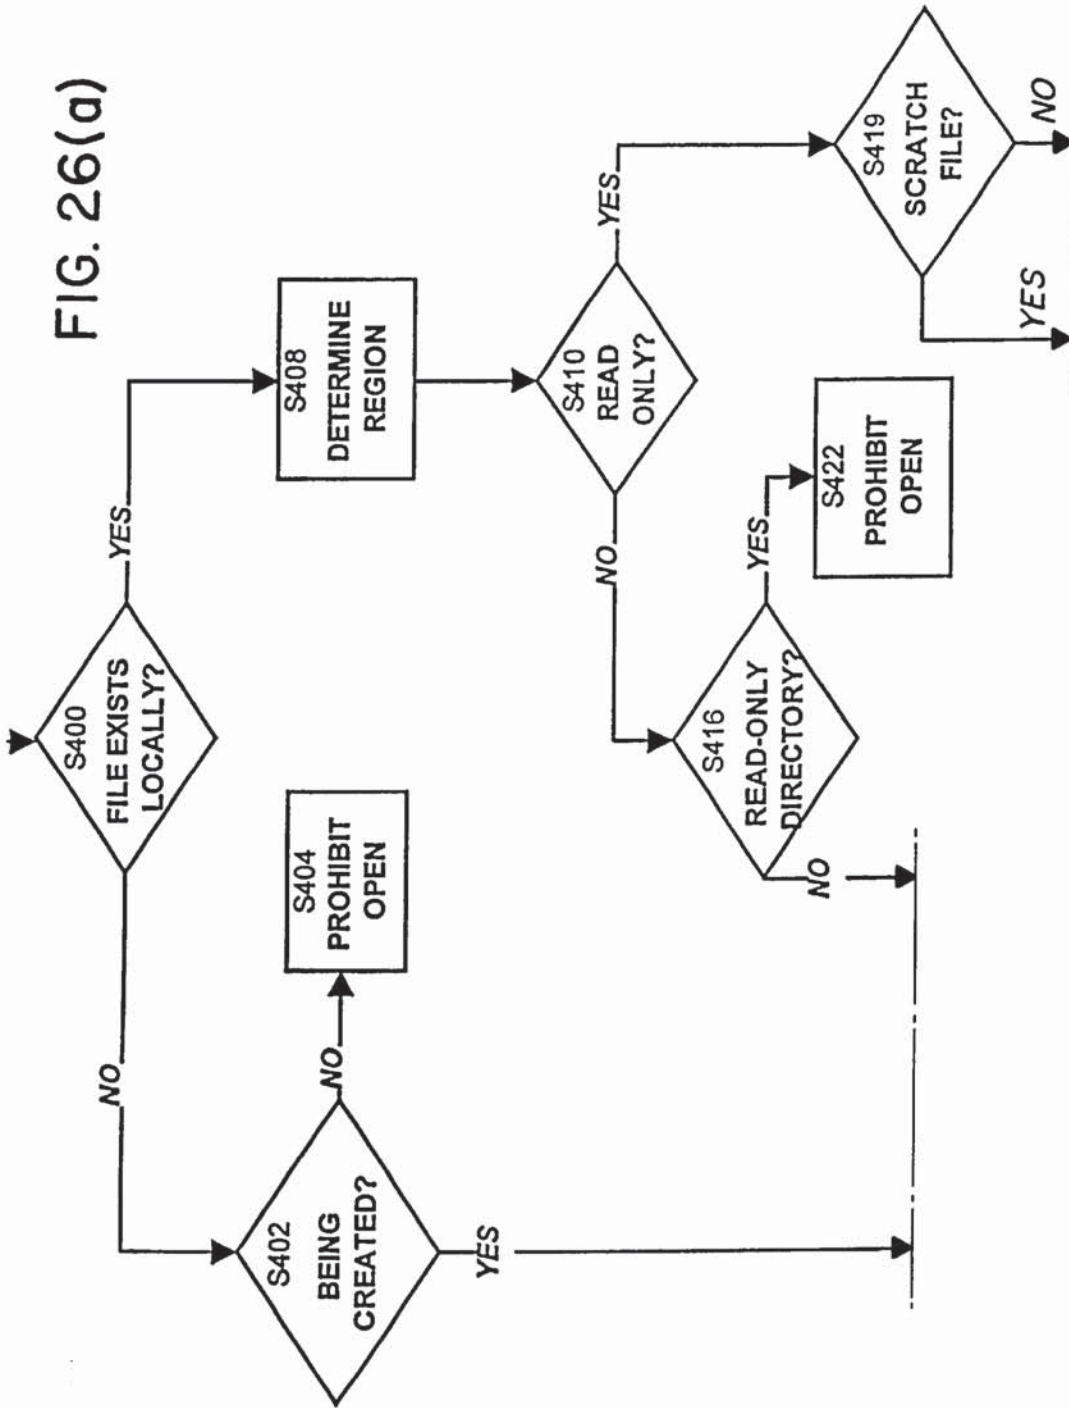 FIG. 26(a)
S400
FILE EXISTS
LOCALLY?
NO
YES
S402
BEING
CREATED?
NO
YES
S404
PROHIBIT
OPEN
S408
DETERMINE
REGION
S410
READ
ONLY?
NO
YES
S416
READ-ONLY
DIRECTORY?
NO
YES
S422
PROHIBIT
OPEN
S419
SCRATCH
FILE?
YES
NO